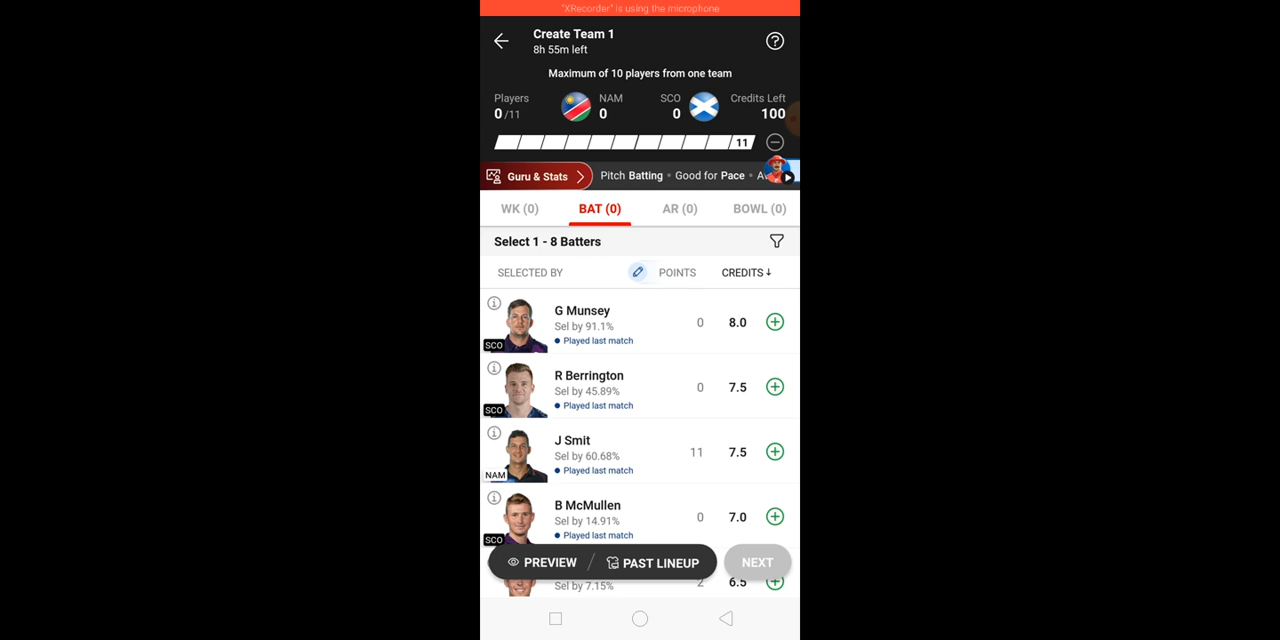 "XRecorder" is using the microphone
Create Team 1
8h 55m left
Maximum of 10 players from one team
Players NAM SCO Credits Left
0/11 0 0 100
11
Guru & Stats Pitch Batting • Good for Pace • A
WK (0) BAT (0) AR (0) BOWL (0)
Select 1 - 8 Batters
SELECTED BY POINTS CREDITS↓
G Munsey
Sel by 91.1% 0 8.0
SCO Played last match
R Berrington
Sel by 45.89% 0 7.5
SCO Played last match
J Smit
Sel by 60.68% 11 7.5
NAM Played last match
B McMullen
Sel by 14.91% 0 7.0
SCO Played last match
PREVIEW / PAST LINEUP NEXT
Sel by 7.15% 2 6.5